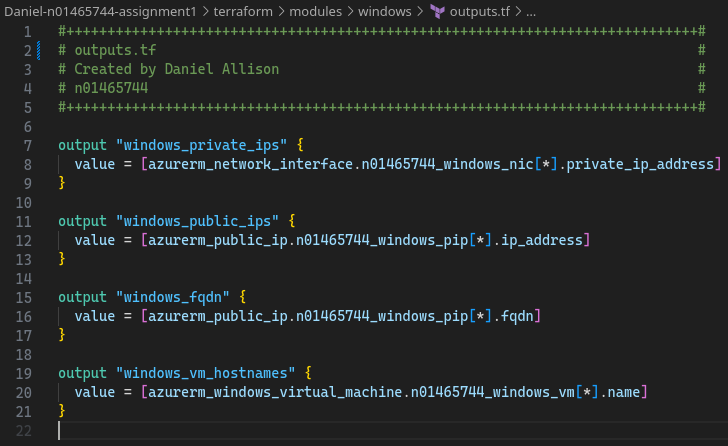 Daniel-n01465744-assignment1 > terraform > modules > windows > outputs.tf > ...
1 #++++++++++++++++++++++++++++++++++++++++++++++++++++++++++++++++++++++++++++#
2 # outputs.tf #
3 # Created by Daniel Allison #
4 # n01465744 #
5 #++++++++++++++++++++++++++++++++++++++++++++++++++++++++++++++++++++++++++++#
6
7 output "windows_private_ips" {
8 value = [azurerm_network_interface.n01465744_windows_nic[*].private_ip_address]
9 }
10
11 output "windows_public_ips" {
12 value = [azurerm_public_ip.n01465744_windows_pip[*].ip_address]
13 }
14
15 output "windows_fqdn" {
16 value = [azurerm_public_ip.n01465744_windows_pip[*].fqdn]
17 }
18
19 output "windows_vm_hostnames" {
20 value = [azurerm_windows_virtual_machine.n01465744_windows_vm[*].name]
21 }
22